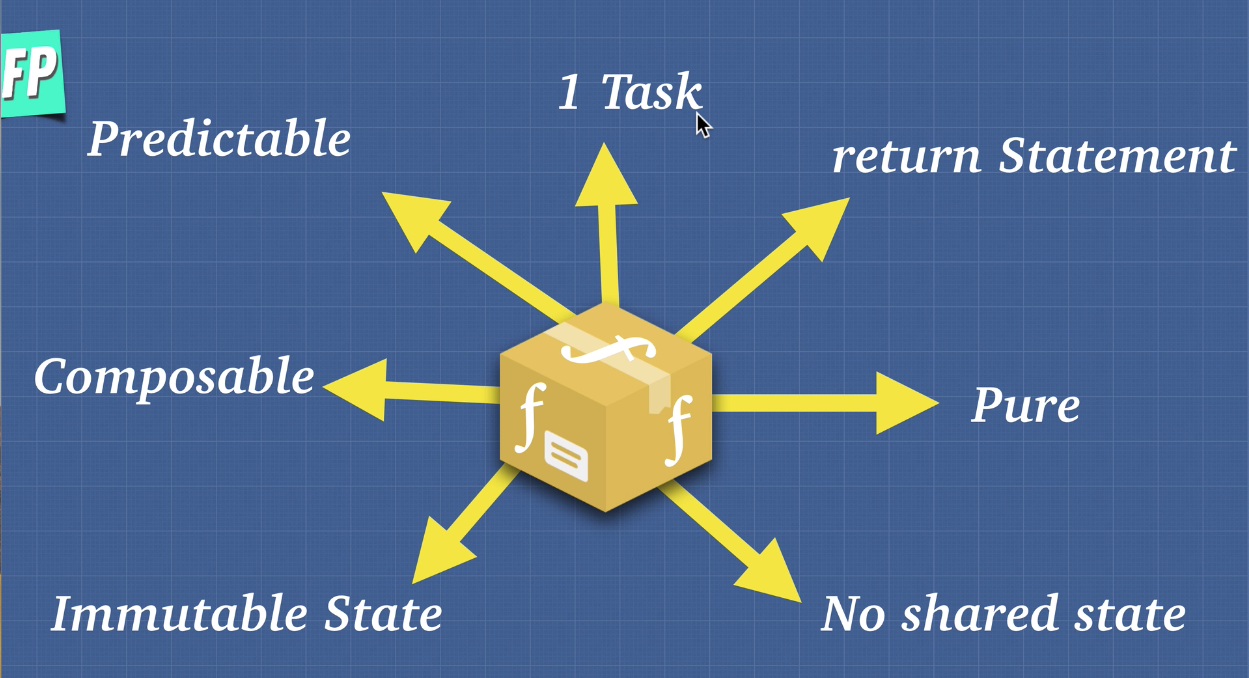 FP
1 Task
Predictable
return Statement
Composable
Pure
Immutable State
No shared state
f
f
f